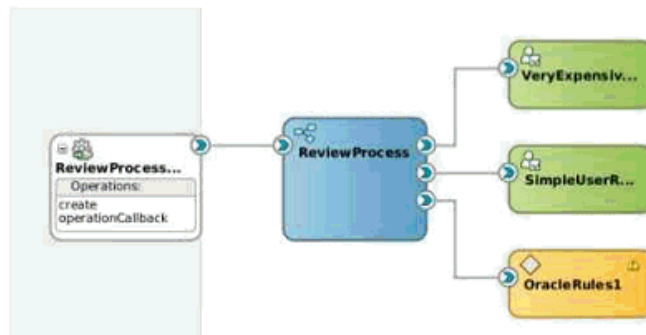 VeryExpensiv...
ReviewProcess
ReviewProcess...
Operations:
create
operationCallback
SimpleUserR...
OracleRules1